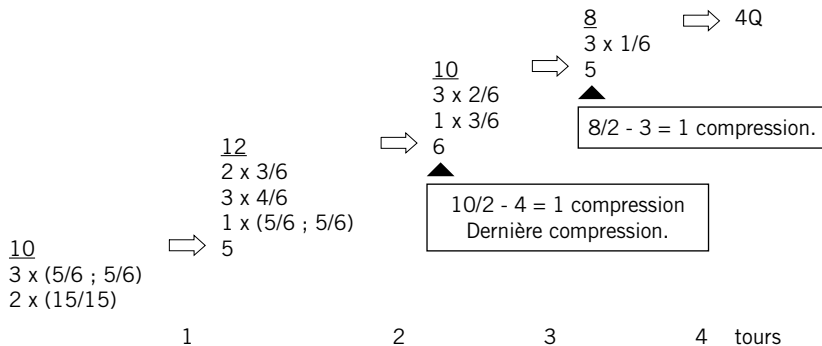 8
3 x 1/6
5
4Q
8/2 - 3 = 1 compression.
10
3 x 2/6
1 x 3/6
6
10/2 - 4 = 1 compression
Dernière compression.
12
2 x 3/6
3 x 4/6
1 x (5/6 ; 5/6)
5
10
3 x (5/6 ; 5/6)
2 x (15/15)
1 2 3 4 tours